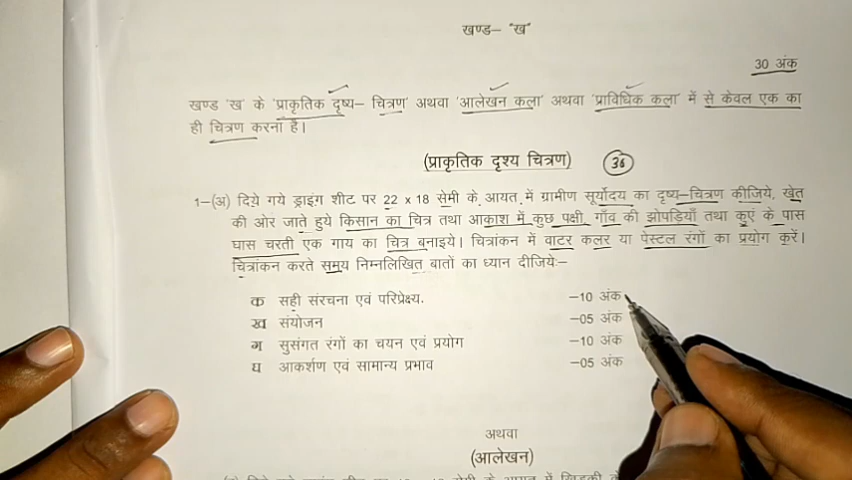 खण्ड– "ख"
30 अंक
खण्ड 'ख' के 'प्राकृतिक दृष्य– चित्रण' अथवा 'आलेखन कला' अथवा 'प्राविधिक कला' में से केवल एक का
ही चित्रण करना है।
(प्राकृतिक दृश्य चित्रण)
1–(अ) दिये गये ड्राइंग शीट पर 22 x 18 सेमी के आयत में ग्रामीण सूर्योदय का दृष्य–चित्रण कीजिये, खेत
की ओर जाते हुये किसान का चित्र तथा आकाश में कुछ पक्षी, गाँव की झोपड़ियाँ तथा कुएं के पास
घास चरती एक गाय का चित्र बनाइये। चित्रांकन में वाटर कलर या पेस्टल रंगों का प्रयोग करें।
चित्रांकन करते समय निम्नलिखित बातों का ध्यान दीजिये:–
क सही संरचना एवं परिप्रेक्ष्य. –10 अंक
ख संयोजन –05 अंक
ग सुसंगत रंगों का चयन एवं प्रयोग –10 अंक
घ आकर्शण एवं सामान्य प्रभाव –05 अंक
अथवा
(आलेखन)